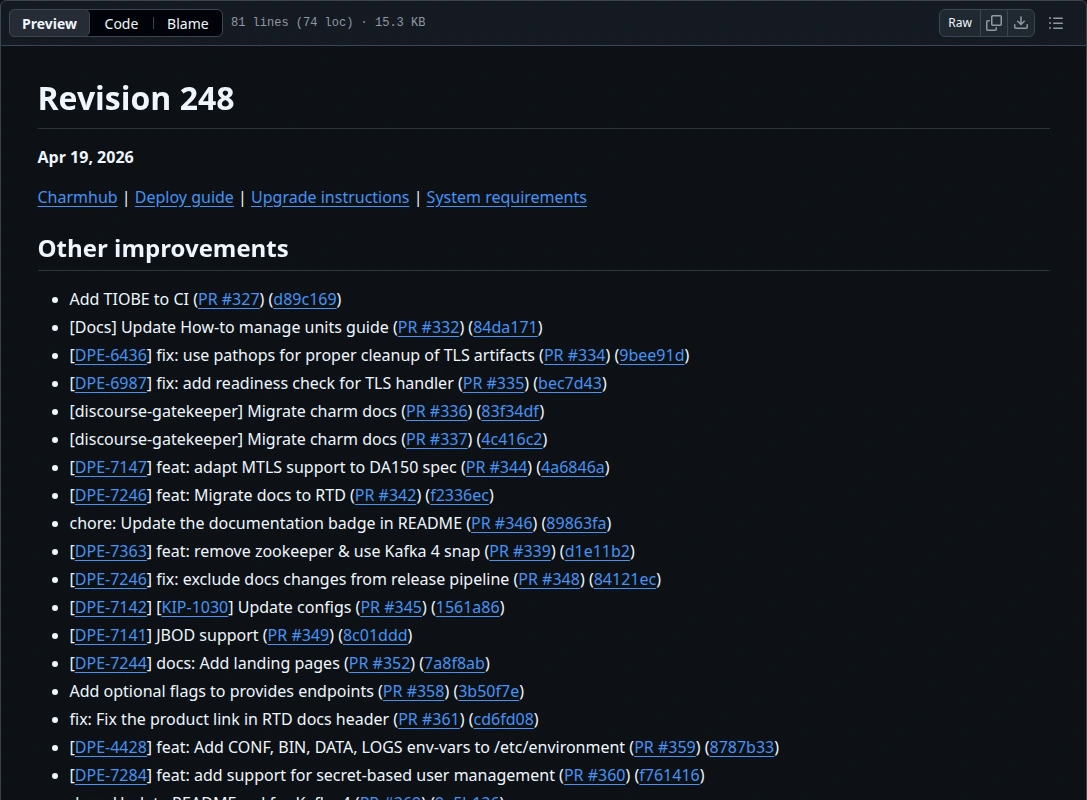 Preview Code Blame 81 lines (74 loc) · 15.3 KB Raw
Revision 248
Apr 19, 2026
Charmhub | Deploy guide | Upgrade instructions | System requirements
Other improvements
Add TIOBE to CI (PR #327) (d89c169)
[Docs] Update How-to manage units guide (PR #332) (84da171)
[DPE-6436] fix: use pathops for proper cleanup of TLS artifacts (PR #334) (9bee91d)
[DPE-6987] fix: add readiness check for TLS handler (PR #335) (bec7d43)
[discourse-gatekeeper] Migrate charm docs (PR #336) (83f34df)
[discourse-gatekeeper] Migrate charm docs (PR #337) (4c416c2)
[DPE-7147] feat: adapt MTLS support to DA150 spec (PR #344) (4a6846a)
[DPE-7246] feat: Migrate docs to RTD (PR #342) (f2336ec)
chore: Update the documentation badge in README (PR #346) (89863fa)
[DPE-7363] feat: remove zookeeper & use Kafka 4 snap (PR #339) (d1e11b2)
[DPE-7246] fix: exclude docs changes from release pipeline (PR #348) (84121ec)
[DPE-7142] [KIP-1030] Update configs (PR #345) (1561a86)
[DPE-7141] JBOD support (PR #349) (8c01ddd)
[DPE-7244] docs: Add landing pages (PR #352) (7a8f8ab)
Add optional flags to provides endpoints (PR #358) (3b50f7e)
fix: Fix the product link in RTD docs header (PR #361) (cd6fd08)
[DPE-4428] feat: Add CONF, BIN, DATA, LOGS env-vars to /etc/environment (PR #359) (8787b33)
[DPE-7284] feat: add support for secret-based user management (PR #360) (f761416)